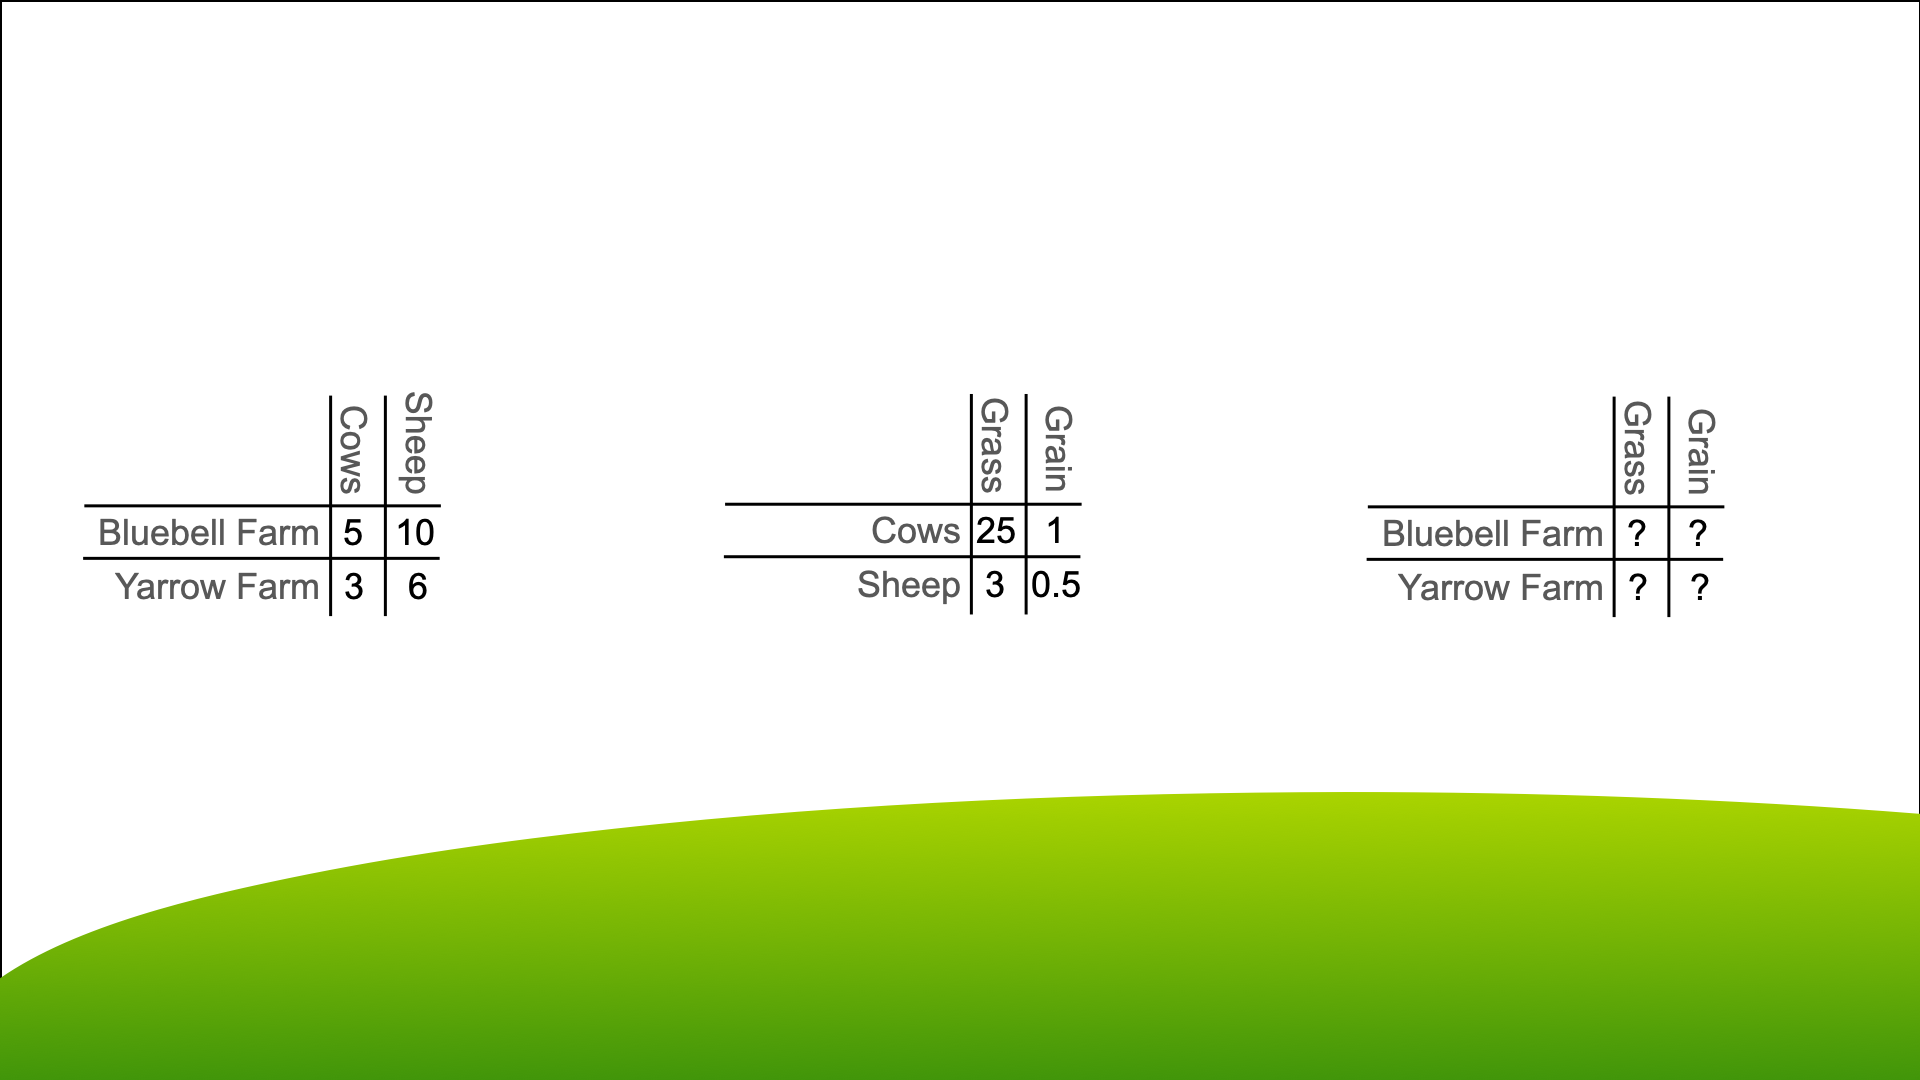 Cows Sheep
Bluebell Farm 5 10
Yarrow Farm 3 6
Grass Grain
Cows 25 1
Sheep 3 0.5
Grass Grain
Bluebell Farm ? ?
Yarrow Farm ? ?